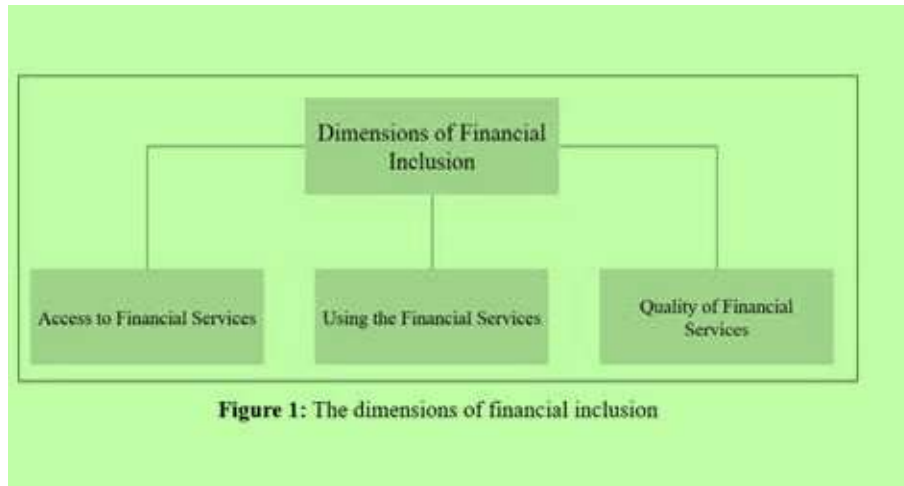 Dimensions of Financial
Inclusion
Access to Financial Services
Using the Financial Services
Quality of Financial
Services
Figure 1: The dimensions of financial inclusion